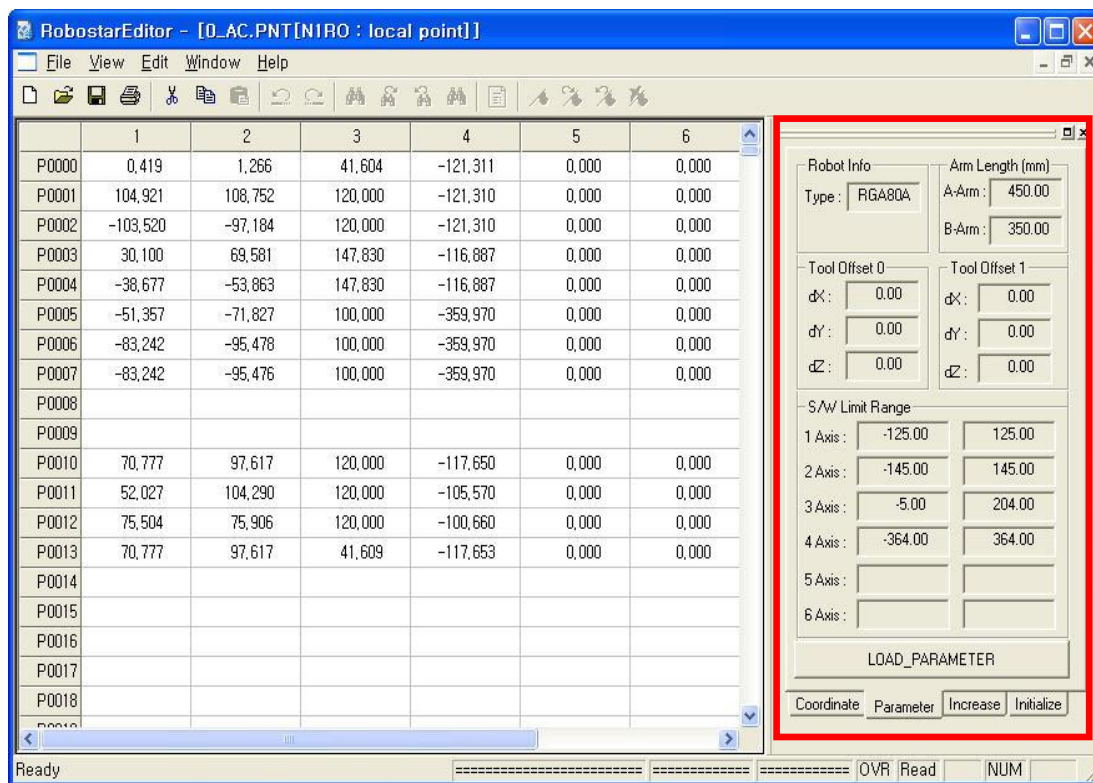 RobostarEditor - [0_AC.PNT[N1RO : local point]]
File View Edit Window Help
1 2 3 4 5 6
P0000 0,419 1,266 41,604 -121,311 0,000 0,000
P0001 104,921 108,752 120,000 -121,310 0,000 0,000
P0002 -103,520 -97,184 120,000 -121,310 0,000 0,000
P0003 30,100 69,581 147,830 -116,887 0,000 0,000
P0004 -38,677 -53,863 147,830 -116,887 0,000 0,000
P0005 -51,357 -71,827 100,000 -359,970 0,000 0,000
P0006 -83,242 -95,478 100,000 -359,970 0,000 0,000
P0007 -83,242 -95,476 100,000 -359,970 0,000 0,000
P0008
P0009
P0010 70,777 97,617 120,000 -117,650 0,000 0,000
P0011 52,027 104,290 120,000 -105,570 0,000 0,000
P0012 75,504 75,906 120,000 -100,660 0,000 0,000
P0013 70,777 97,617 41,609 -117,653 0,000 0,000
P0014
P0015
P0016
P0017
P0018
Robot Info
Type : RGA80A
Arm Length (mm)
A-Arm : 450.00
B-Arm : 350.00
Tool Offset 0
dX : 0.00
dY : 0.00
dZ : 0.00
Tool Offset 1
dX : 0.00
dY : 0.00
dZ : 0.00
S/W Limit Range
1 Axis : -125.00 125.00
2 Axis : -145.00 145.00
3 Axis : -5.00 204.00
4 Axis : -364.00 364.00
5 Axis :
6 Axis :
LOAD_PARAMETER
Coordinate Parameter Increase Initialize
Ready OVR Read NUM